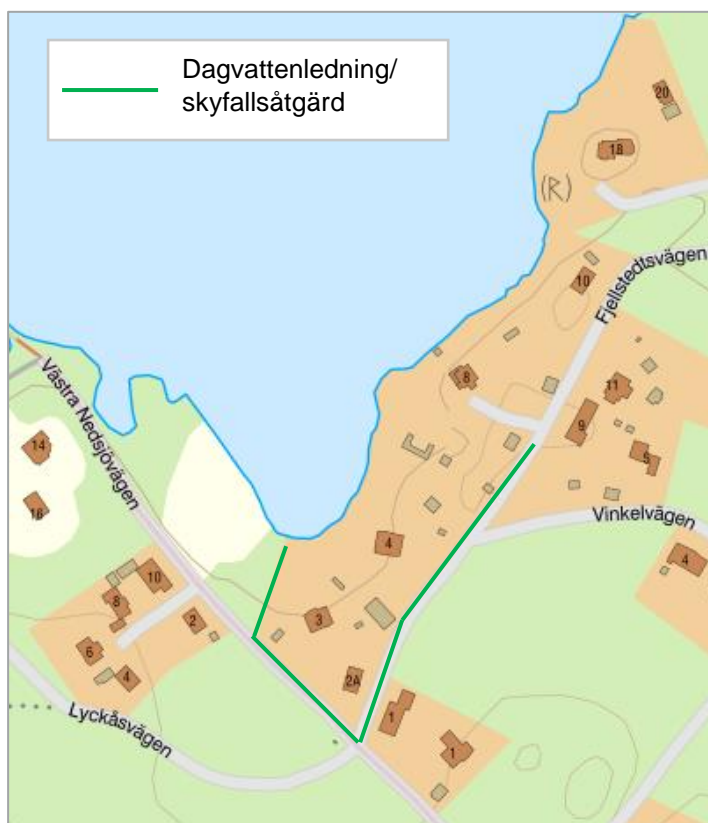 Dagvattenledning/
skyfallsåtgärd
20
18
(R)
Fjellstedtsvägen
10
8
11
9
5
Västra Nedsjövägen
14
16
Vinkelvägen
4
4
10
8
2
3
6
4
2A
1
1
Lyckåsvägen